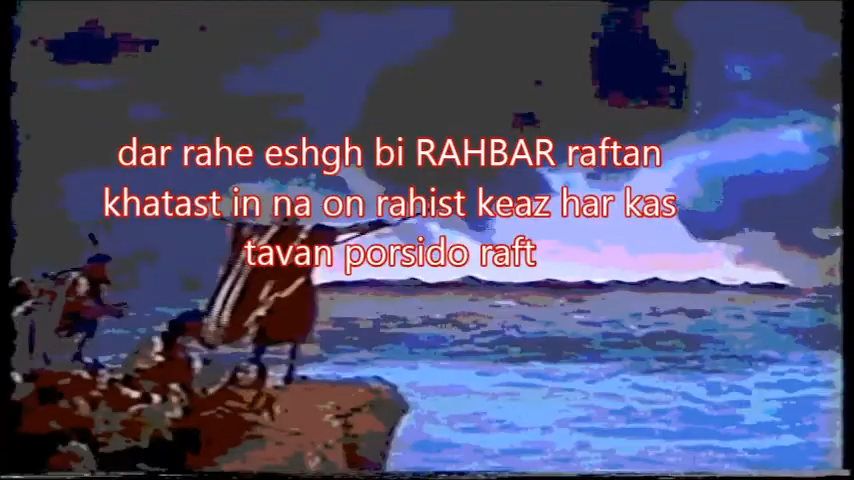 dar rahe eshgh bi RAHBAR raftan
khatast in na on rahist keaz har kas
tavan porsido raft